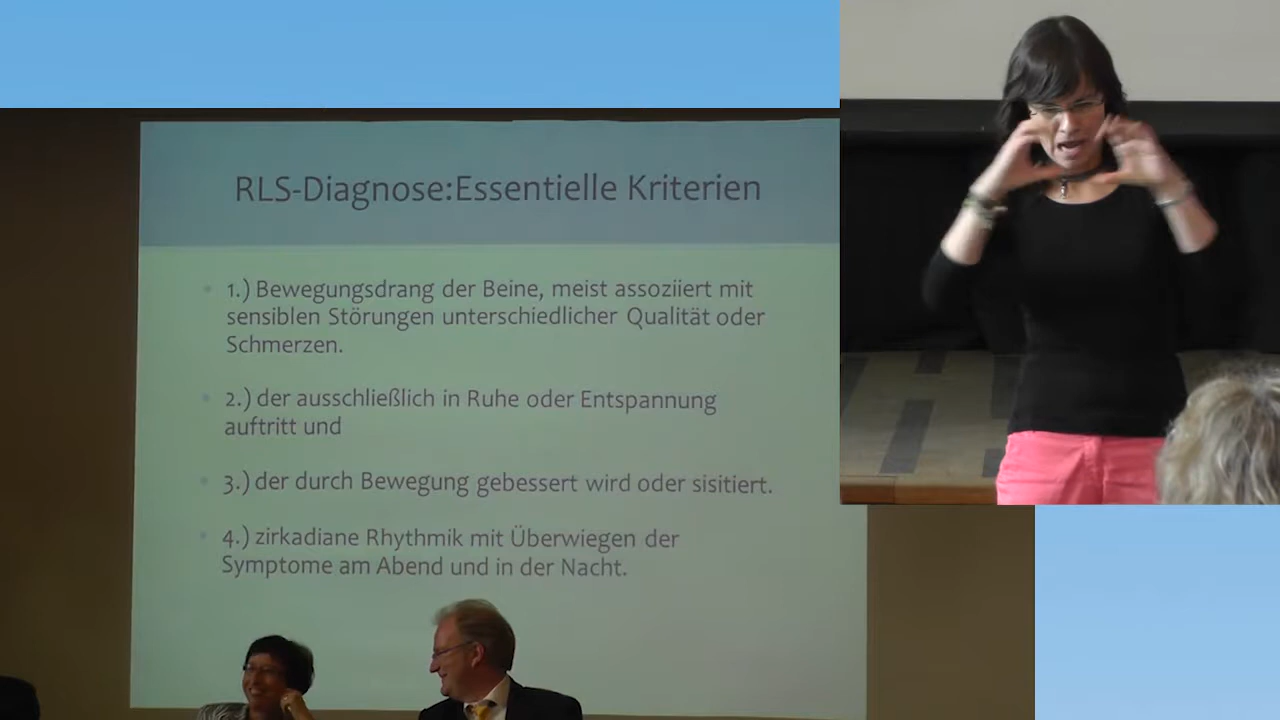 RLS-Diagnose:Essentielle Kriterien
1.) Bewegungsdrang der Beine, meist assoziiert mit
sensiblen Störungen unterschiedlicher Qualität oder
Schmerzen.
2.) der ausschließlich in Ruhe oder Entspannung
auftritt und
3.) der durch Bewegung gebessert wird oder sisitiert.
4.) zirkadiane Rhythmik mit Überwiegen der
Symptome am Abend und in der Nacht.